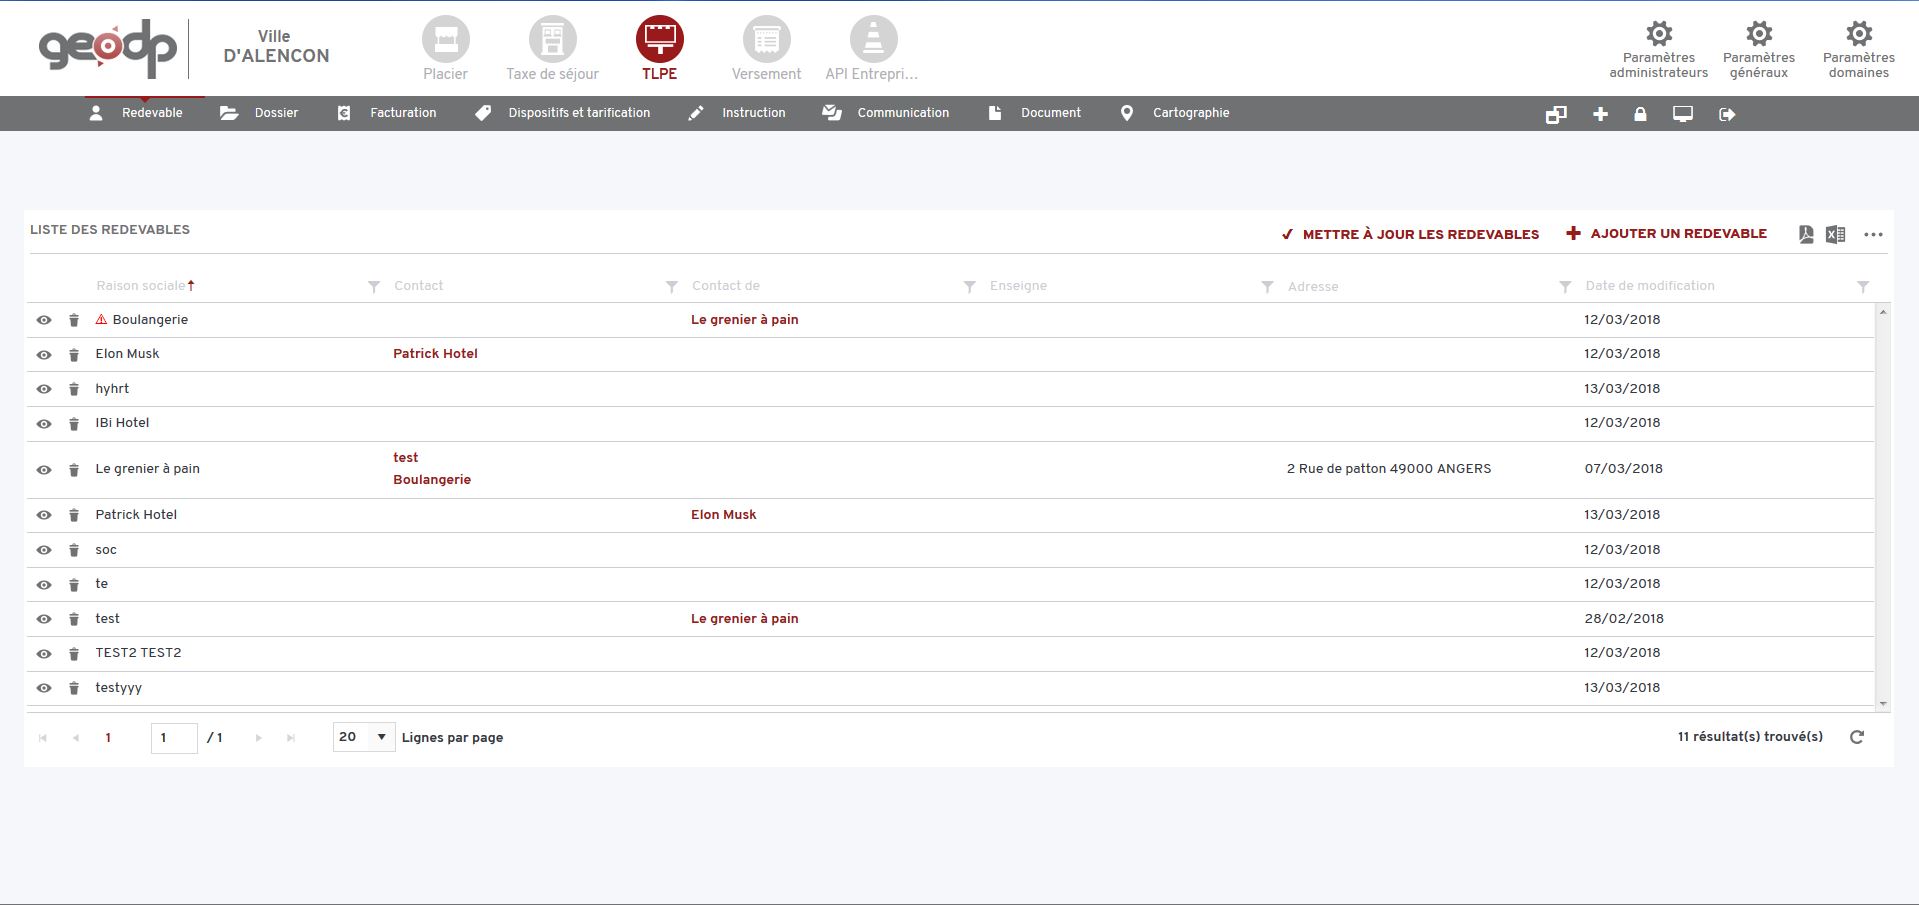 geodp
Ville
D'ALENCON
Placier
Taxe de séjour
TLPE
Versement
API Entrepri...
Paramètres
administrateurs
Paramètres
généraux
Paramètres
domaines
Redevable
Dossier
Facturation
Dispositifs et tarification
Instruction
Communication
Document
Cartographie
LISTE DES REDEVABLES
METTRE À JOUR LES REDEVABLES
AJOUTER UN REDEVABLE
Raison sociale Contact Contact de Enseigne Adresse Date de modification
Boulangerie Le grenier à pain 12/03/2018
Elon Musk Patrick Hotel 12/03/2018
hyhrt 13/03/2018
IBi Hotel 12/03/2018
Le grenier à pain test 2 Rue de patton 49000 ANGERS 07/03/2018
Boulangerie
Patrick Hotel Elon Musk 13/03/2018
soc 12/03/2018
te 12/03/2018
test Le grenier à pain 28/02/2018
TEST2 TEST2 12/03/2018
testyyy 13/03/2018
1 1 / 1 20 Lignes par page 11 résultat(s) trouvé(s)